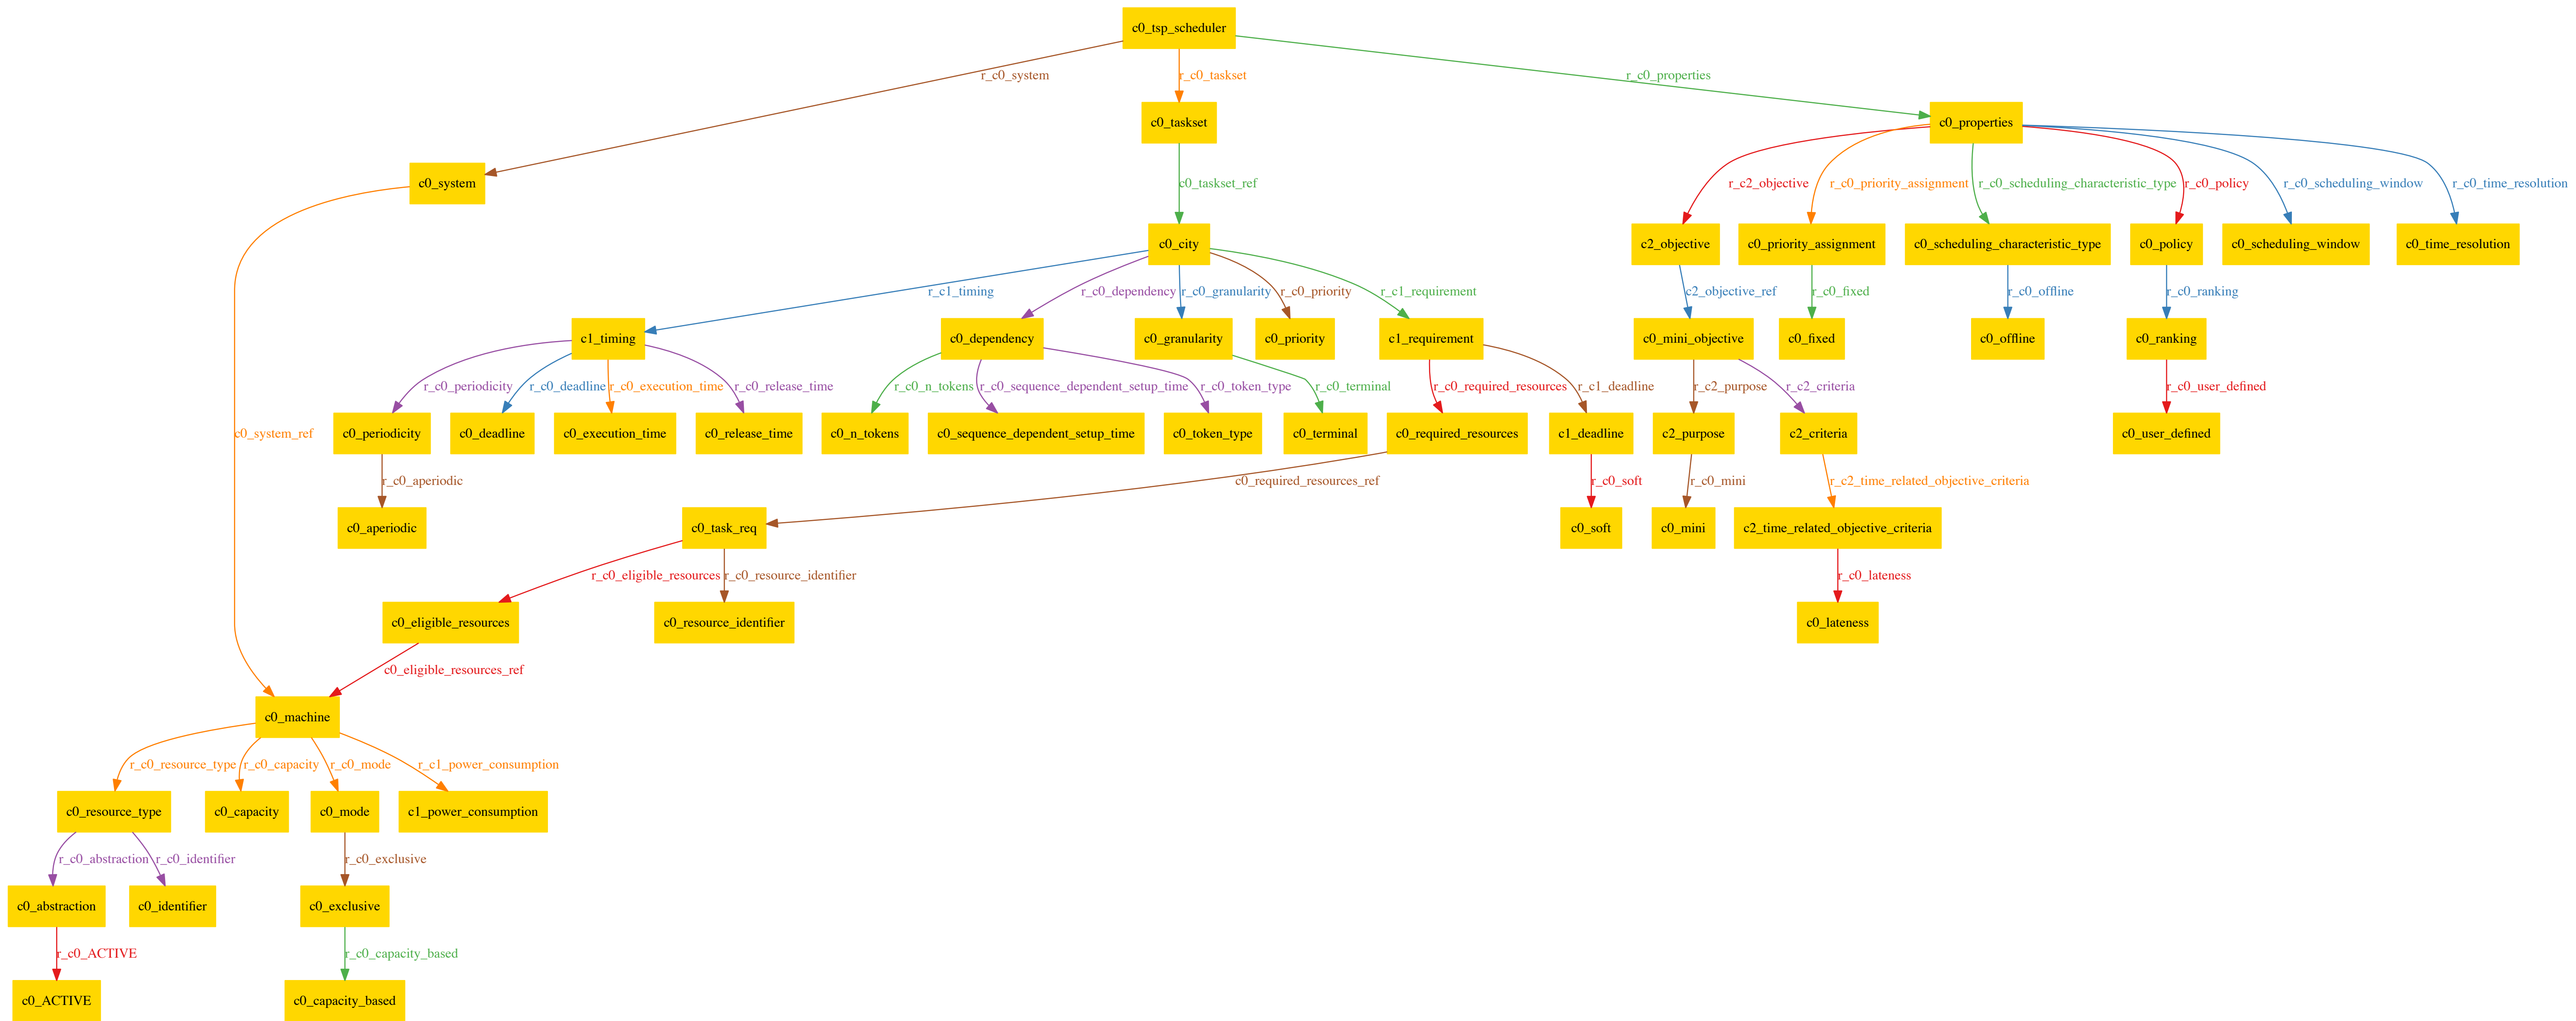 c0_tsp_scheduler
r_c0_system
r_c0_taskset
r_c0_properties
c0_taskset
c0_properties
c0_system
c0_taskset_ref
r_c2_objective
r_c0_priority_assignment
r_c0_scheduling_characteristic_type
r_c0_policy
r_c0_scheduling_window
r_c0_time_resolution
c0_city
c2_objective
c0_priority_assignment
c0_scheduling_characteristic_type
c0_policy
c0_scheduling_window
c0_time_resolution
r_c1_timing
r_c0_dependency
r_c0_granularity
r_c0_priority
r_c1_requirement
c2_objective_ref
r_c0_fixed
r_c0_offline
r_c0_ranking
c1_timing
c0_dependency
c0_granularity
c0_priority
c1_requirement
c0_mini_objective
c0_fixed
c0_offline
c0_ranking
r_c0_periodicity
r_c0_deadline
r_c0_execution_time
r_c0_release_time
r_c0_n_tokens
r_c0_sequence_dependent_setup_time
r_c0_token_type
r_c0_terminal
r_c0_required_resources
r_c1_deadline
r_c2_purpose
r_c2_criteria
r_c0_user_defined
c0_system_ref
c0_periodicity
c0_deadline
c0_execution_time
c0_release_time
c0_n_tokens
c0_sequence_dependent_setup_time
c0_token_type
c0_terminal
c0_required_resources
c1_deadline
c2_purpose
c2_criteria
c0_user_defined
r_c0_aperiodic
c0_required_resources_ref
r_c0_soft
r_c0_mini
r_c2_time_related_objective_criteria
c0_aperiodic
c0_task_req
c0_soft
c0_mini
c2_time_related_objective_criteria
r_c0_eligible_resources
r_c0_resource_identifier
r_c0_lateness
c0_eligible_resources
c0_resource_identifier
c0_lateness
c0_eligible_resources_ref
c0_machine
r_c0_resource_type
r_c0_capacity
r_c0_mode
r_c1_power_consumption
c0_resource_type
c0_capacity
c0_mode
c1_power_consumption
r_c0_abstraction
r_c0_identifier
r_c0_exclusive
c0_abstraction
c0_identifier
c0_exclusive
r_c0_ACTIVE
r_c0_capacity_based
c0_ACTIVE
c0_capacity_based